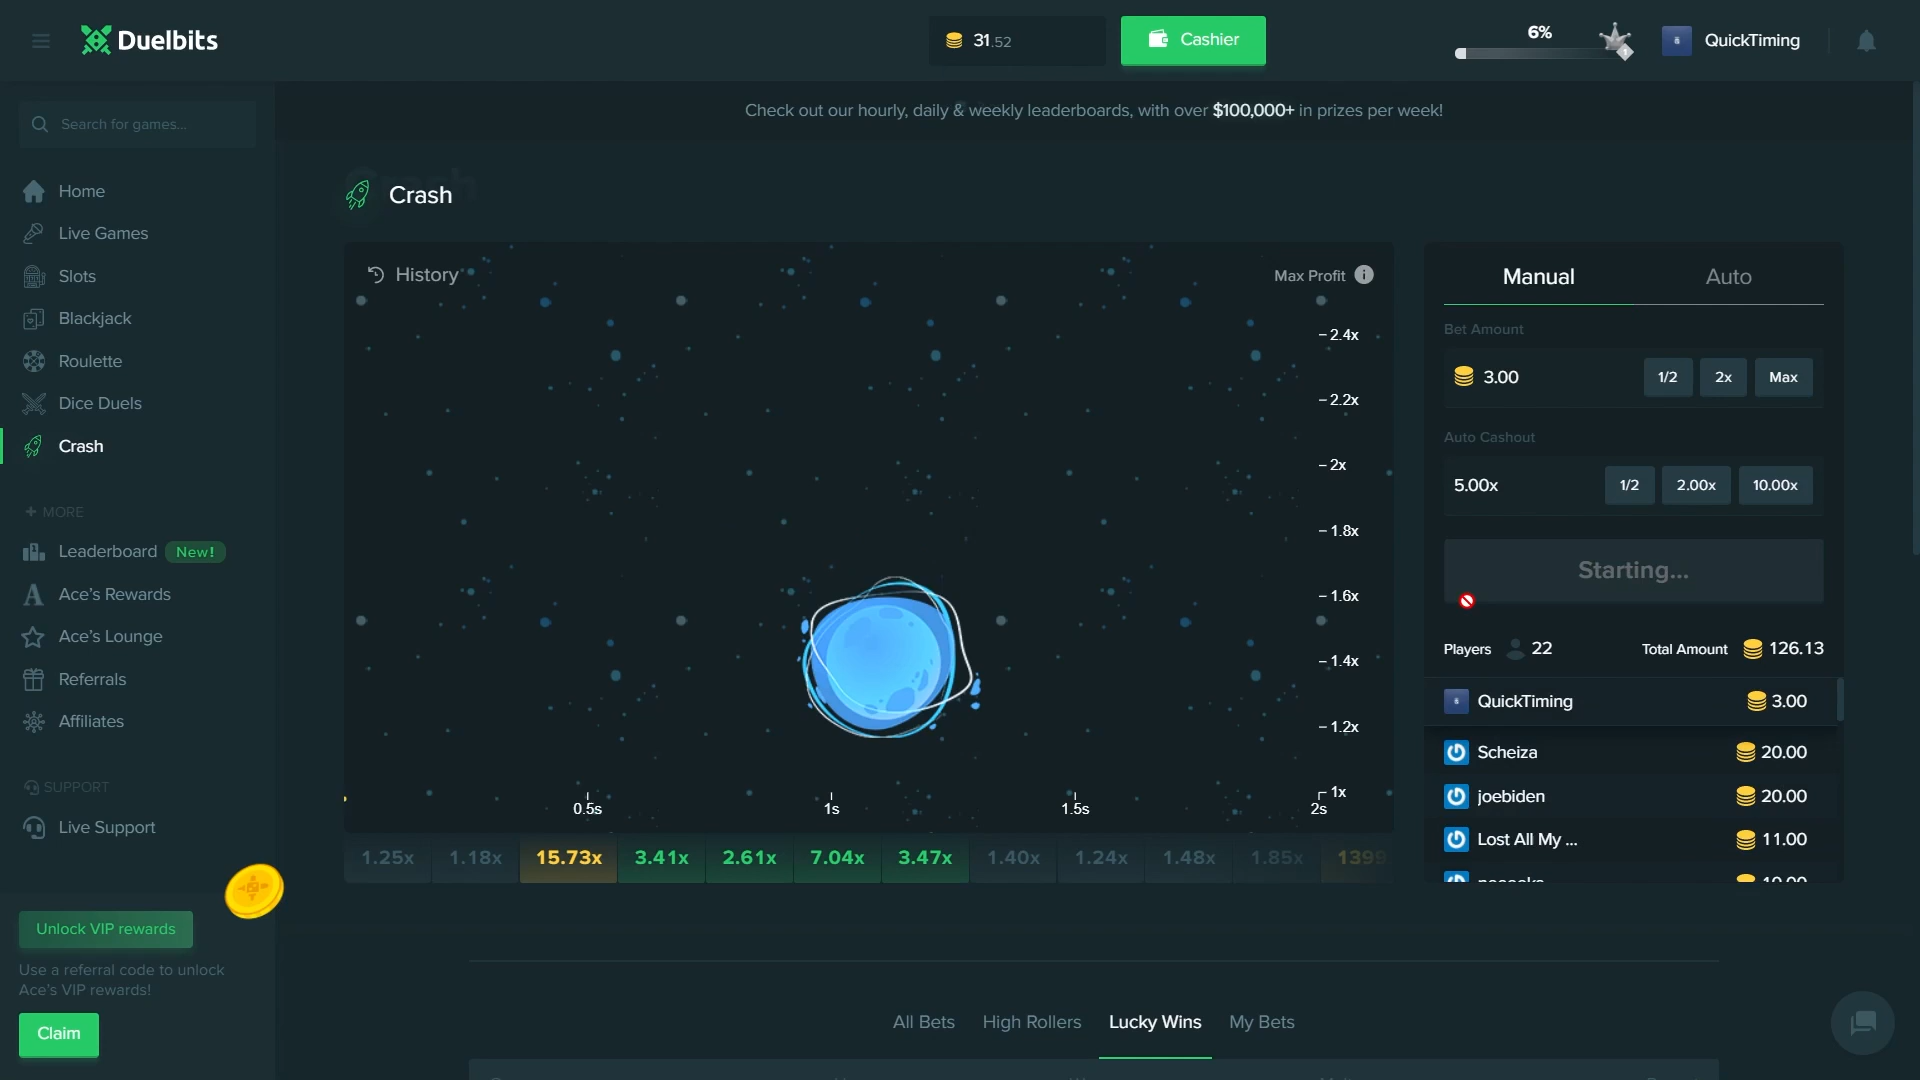 Duelbits
31.52
Cashier
6%
1
QuickTiming
Search for games...
Check out our hourly, daily & weekly leaderboards, with over $100,000+ in prizes per week!
Home
Live Games
Slots
Blackjack
Roulette
Dice Duels
Crash
+ MORE
Leaderboard New!
Ace's Rewards
Ace's Lounge
Referrals
Affiliates
SUPPORT
Live Support
Unlock VIP rewards
Use a referral code to unlock
Ace's VIP rewards!
Claim
Crash
History
Max Profit
2.4x
2.2x
2x
1.8x
1.6x
1.4x
1.2x
1x
0.5s
1s
1.5s
2s
1.25x
1.18x
15.73x
3.41x
2.61x
7.04x
3.47x
1.40x
1.24x
1.48x
1.85x
1399
Manual
Auto
Bet Amount
3.00
1/2
2x
Max
Auto Cashout
5.00x
1/2
2.00x
10.00x
Starting...
Players 22
Total Amount 126.13
QuickTiming 3.00
Scheiza 20.00
joebiden 20.00
Lost All My ... 11.00
All Bets
High Rollers
Lucky Wins
My Bets